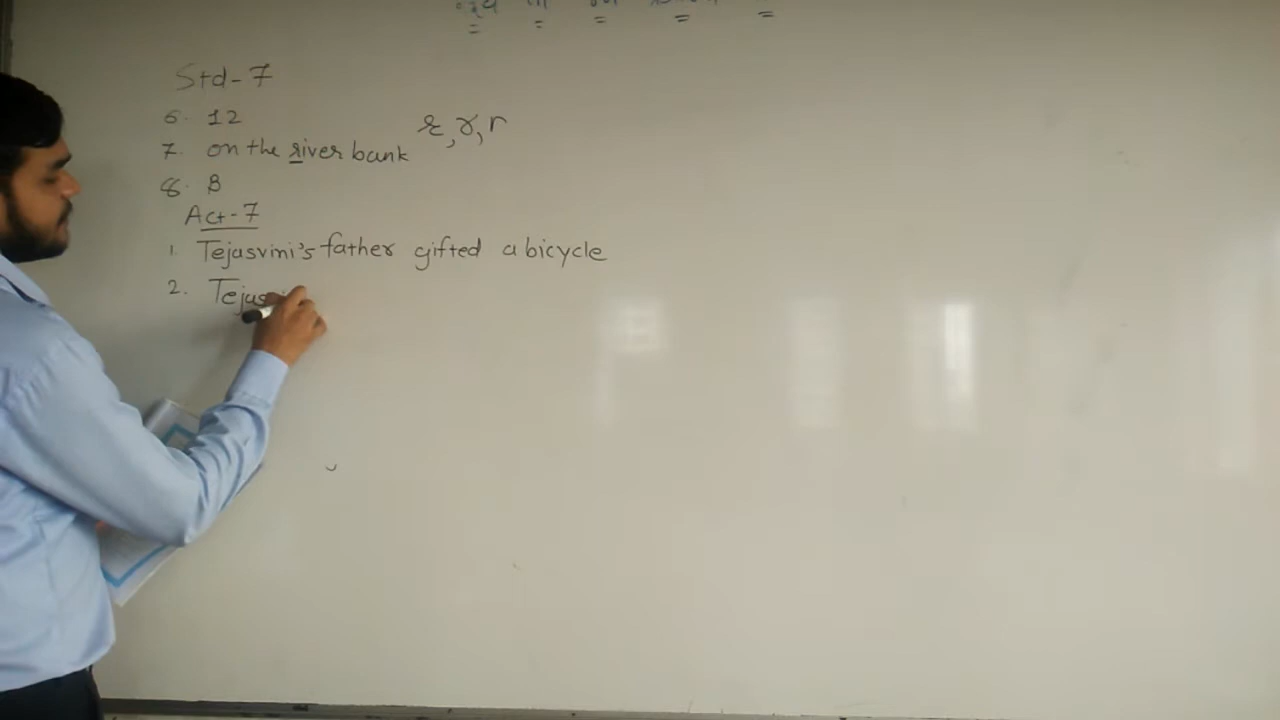 Std-7
6. 12
r, r, r
7. on the river bank
8. B
Act-7
1. Tejasvini's father gifted a bicycle
2. Tejas